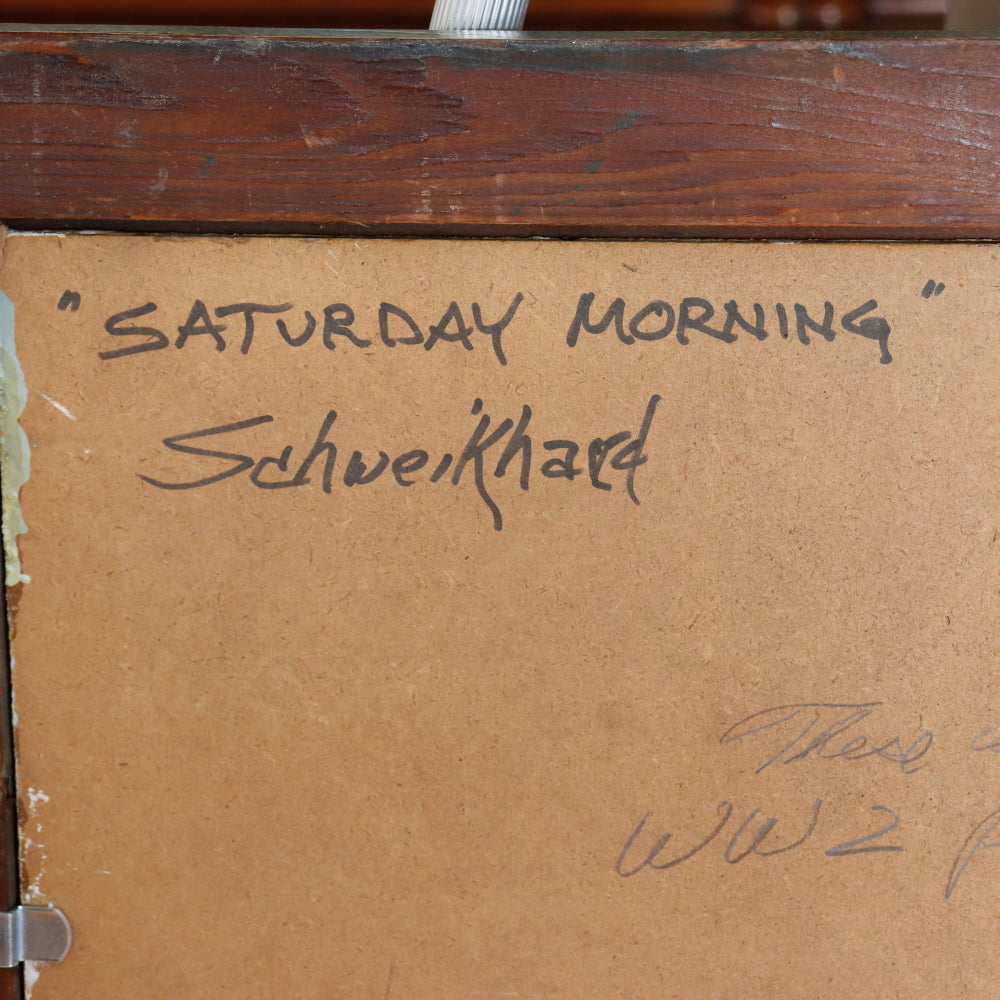 "SATURDAY MORNING"
Schweikhard
These
WW2